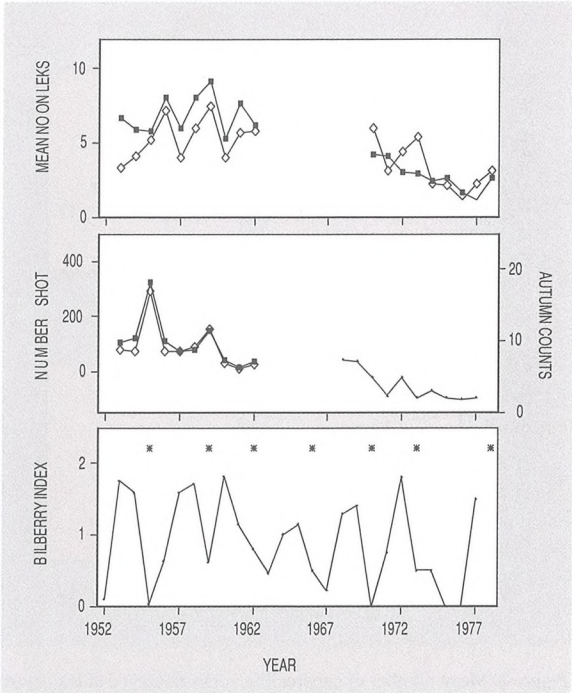 MEAN NO ON LEKS
10
5
0
NUMBER SHOT
400
200
0
AUTUMN COUNTS
20
10
0
BILBERRY INDEX
2
1
0
* * * * * * *
1952 1957 1962 1967 1972 1977
YEAR